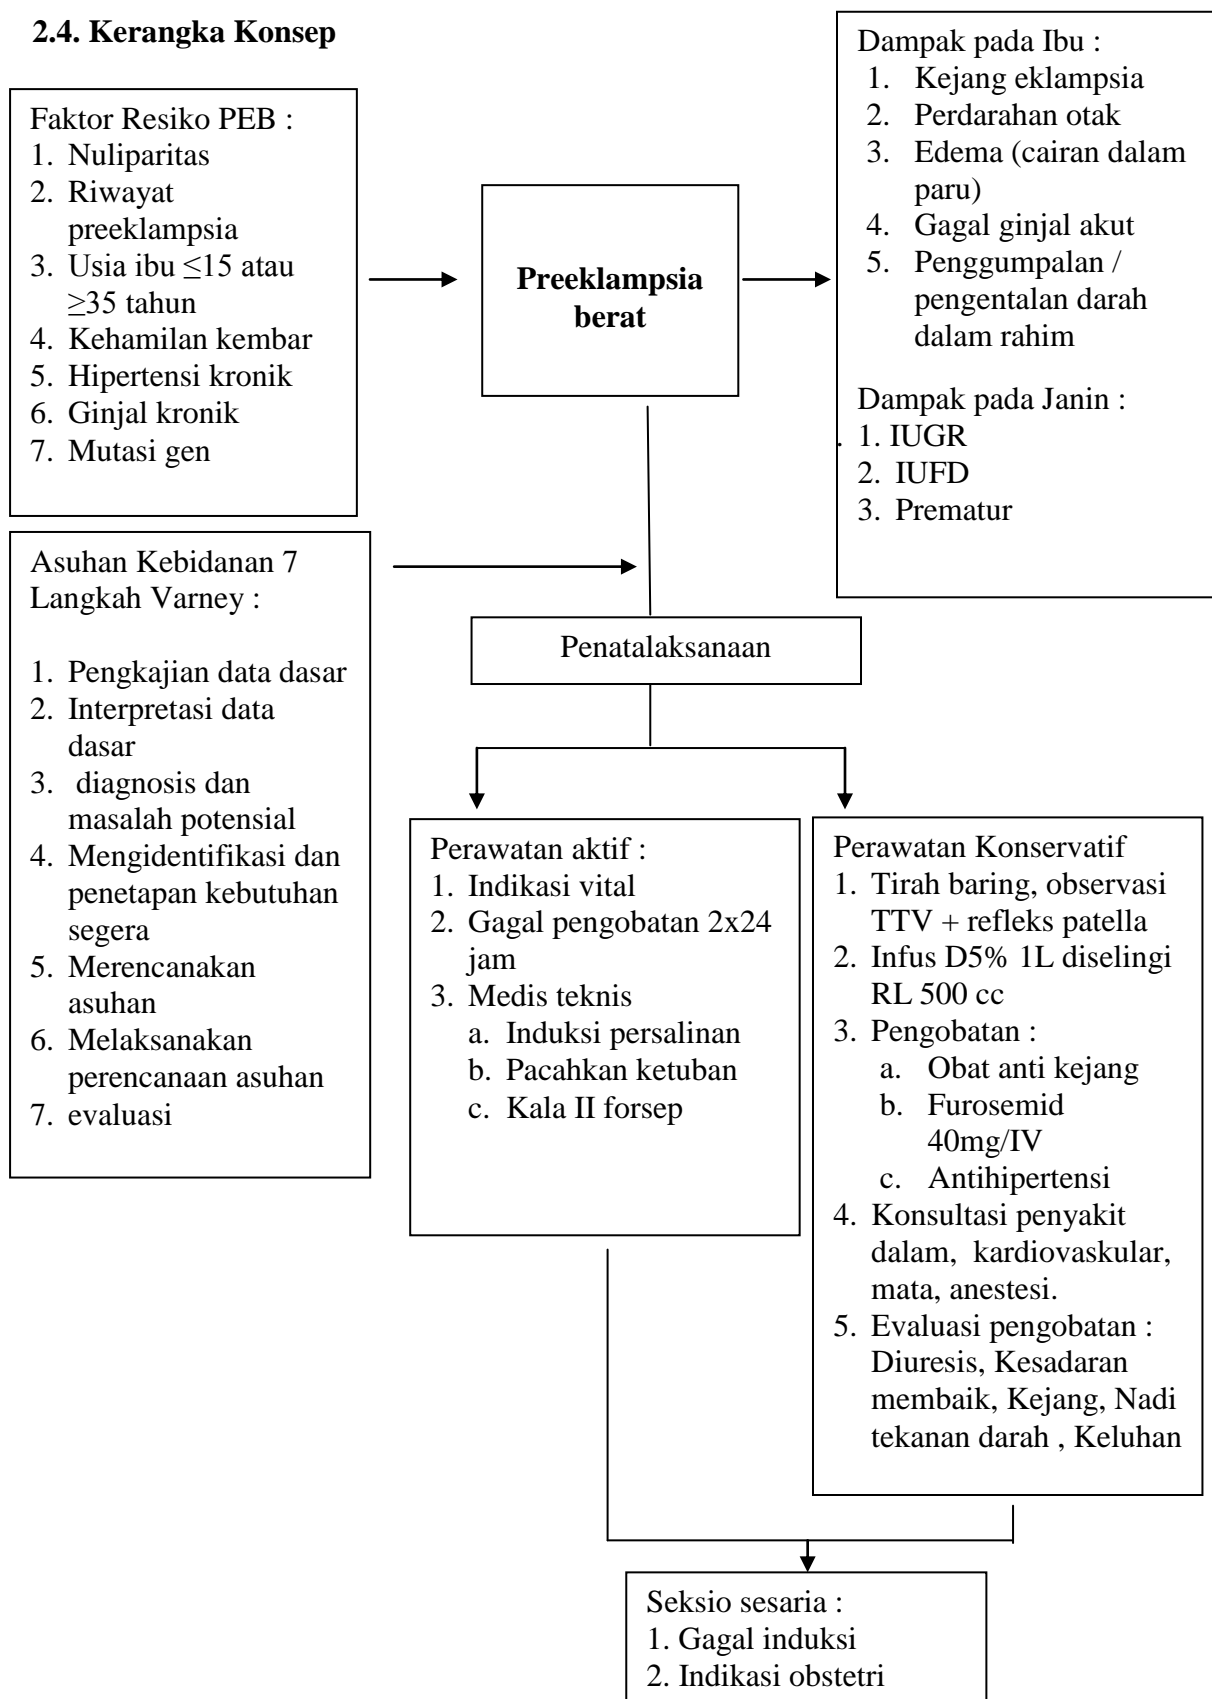 2.4. Kerangka Konsep
Faktor Resiko PEB :
1. Nuliparitas
2. Riwayat
preeklampsia
3. Usia ibu ≤15 atau
≥35 tahun
4. Kehamilan kembar
5. Hipertensi kronik
6. Ginjal kronik
7. Mutasi gen
Preeklampsia
berat
Dampak pada Ibu :
1. Kejang eklampsia
2. Perdarahan otak
3. Edema (cairan dalam
paru)
4. Gagal ginjal akut
5. Penggumpalan /
pengentalan darah
dalam rahim
Dampak pada Janin :
. 1. IUGR
2. IUFD
3. Prematur
Asuhan Kebidanan 7
Langkah Varney :
1. Pengkajian data dasar
2. Interpretasi data
dasar
3. diagnosis dan
masalah potensial
4. Mengidentifikasi dan
penetapan kebutuhan
segera
5. Merencanakan
asuhan
6. Melaksanakan
perencanaan asuhan
7. evaluasi
Penatalaksanaan
Perawatan aktif :
1. Indikasi vital
2. Gagal pengobatan 2x24
jam
3. Medis teknis
a. Induksi persalinan
b. Pacahkan ketuban
c. Kala II forsep
Perawatan Konservatif
1. Tirah baring, observasi
TTV + refleks patella
2. Infus D5% 1L diselingi
RL 500 cc
3. Pengobatan :
a. Obat anti kejang
b. Furosemid
40mg/IV
c. Antihipertensi
4. Konsultasi penyakit
dalam, kardiovaskular,
mata, anestesi.
5. Evaluasi pengobatan :
Diuresis, Kesadaran
membaik, Kejang, Nadi
tekanan darah , Keluhan
Seksio sesaria :
1. Gagal induksi
2. Indikasi obstetri